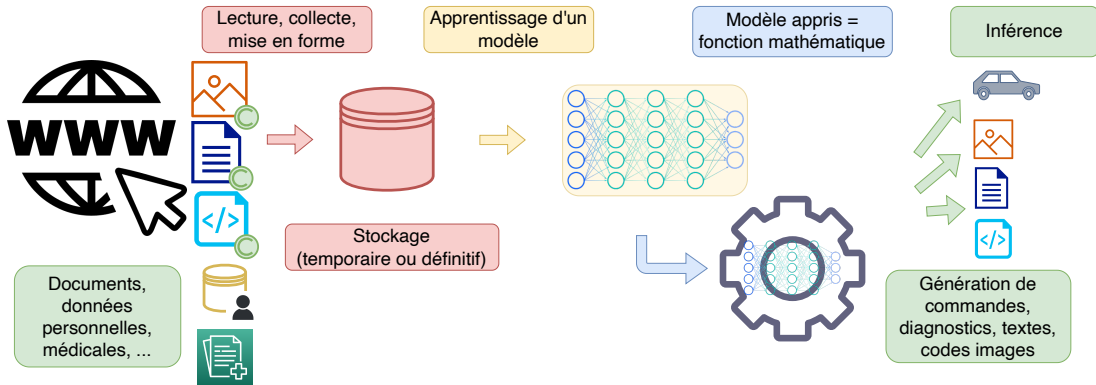 Lecture, collecte,
mise en forme
Apprentissage d'un
modèle
Modèle appris =
fonction mathématique
Inférence
www
</>
Stockage
(temporaire ou définitif)
Documents,
données
personnelles,
médicales, ...
</>
Génération de
commandes,
diagnostics, textes,
codes images